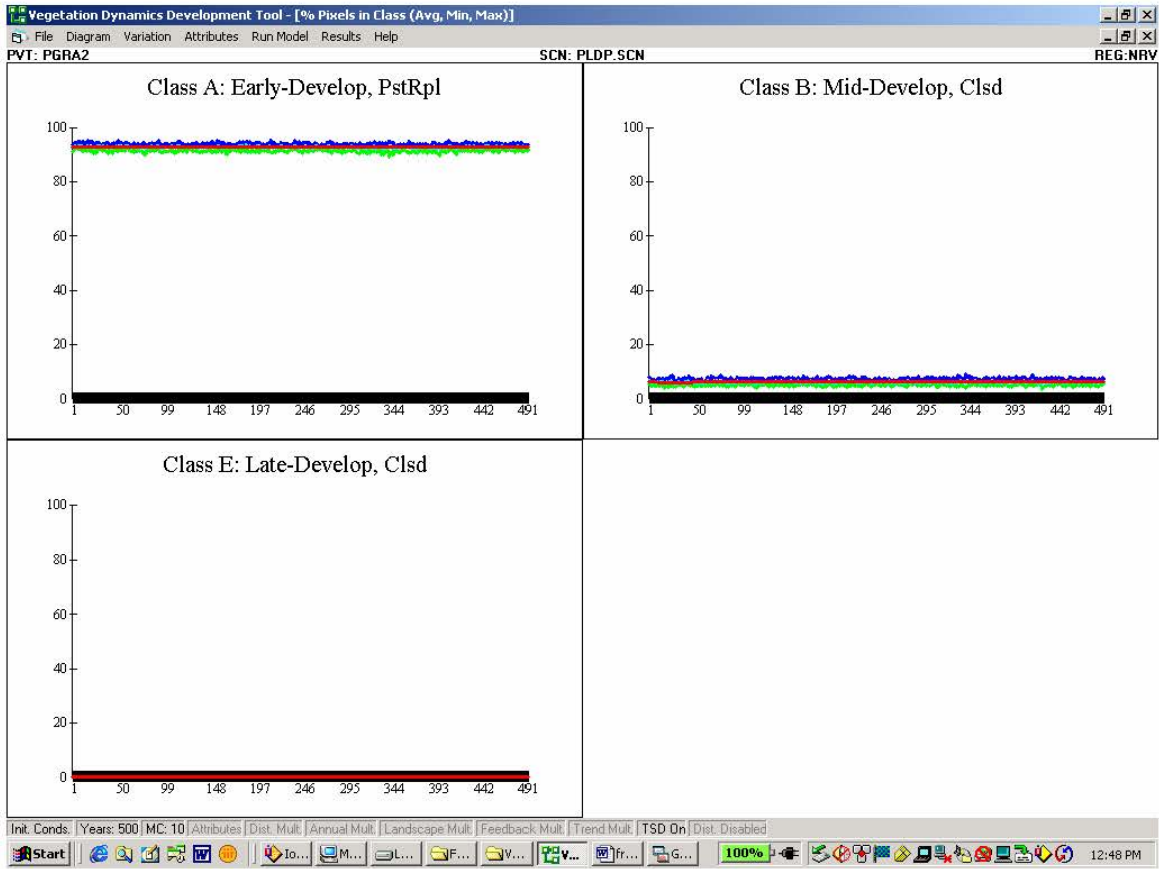 Vegetation Dynamics Development Tool - [% Pixels in Class (Avg, Min, Max)]
File Diagram Variation Attributes Run Model Results Help
PVT: PGRA2 SCN: PLDP.SCN REG:NRV
Class A: Early-Develop, PstRpl
100
80
60
40
20
0
1 50 99 148 197 246 295 344 393 442 491
Class B: Mid-Develop, Clsd
100
80
60
40
20
0
1 50 99 148 197 246 295 344 393 442 491
Class E: Late-Develop, Clsd
100
80
60
40
20
0
1 50 99 148 197 246 295 344 393 442 491
Init. Conds. Years: 500 MC: 10 Attributes Dist. Mult Annual Mult Landscape Mult Feedback Mult Trend Mult TSD On Dist. Disabled
Start Io... M... L... F... V... V... fr... G... 100% 12:48 PM